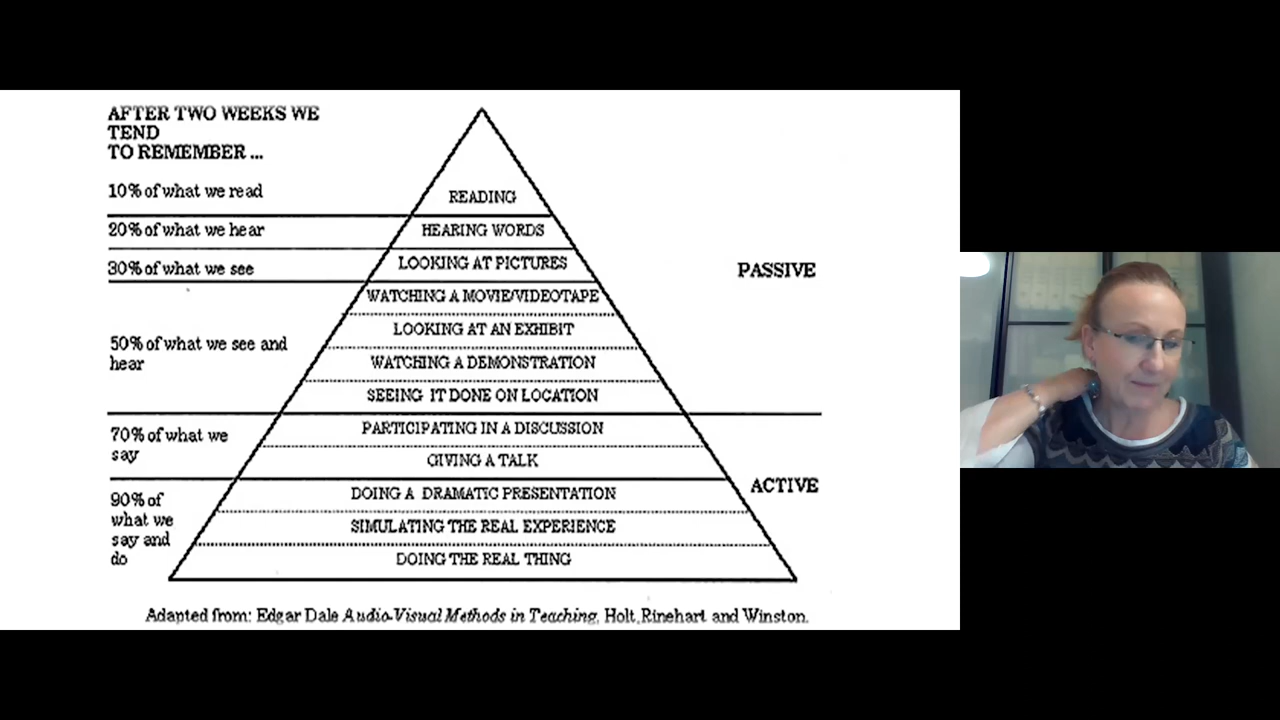 AFTER TWO WEEKS WE
TEND
TO REMEMBER ...
10% of what we read
READING
20% of what we hear
HEARING WORDS
30% of what we see
LOOKING AT PICTURES
PASSIVE
WATCHING A MOVIE/VIDEOTAPE
LOOKING AT AN EXHIBIT
50% of what we see and
hear
WATCHING A DEMONSTRATION
SEEING IT DONE ON LOCATION
70% of what we
say
PARTICIPATING IN A DISCUSSION
GIVING A TALK
ACTIVE
90% of
what we
say and
do
DOING A DRAMATIC PRESENTATION
SIMULATING THE REAL EXPERIENCE
DOING THE REAL THING
Adapted from: Edgar Dale Audio-Visual Methods in Teaching, Holt, Rinehart and Winston.